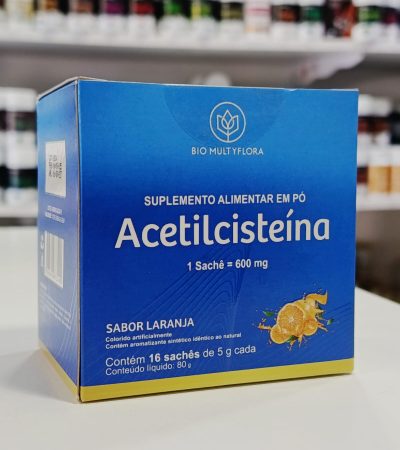 BIO MULTYFLORA
SUPLEMENTO ALIMENTAR EM PÓ
Acetilcisteína
1 Sachê = 600 mg
SABOR LARANJA
Colorido artificialmente
Contém aromatizante sintético idêntico ao natural
Contém 16 sachês de 5 g cada
Conteúdo líquido: 80 g